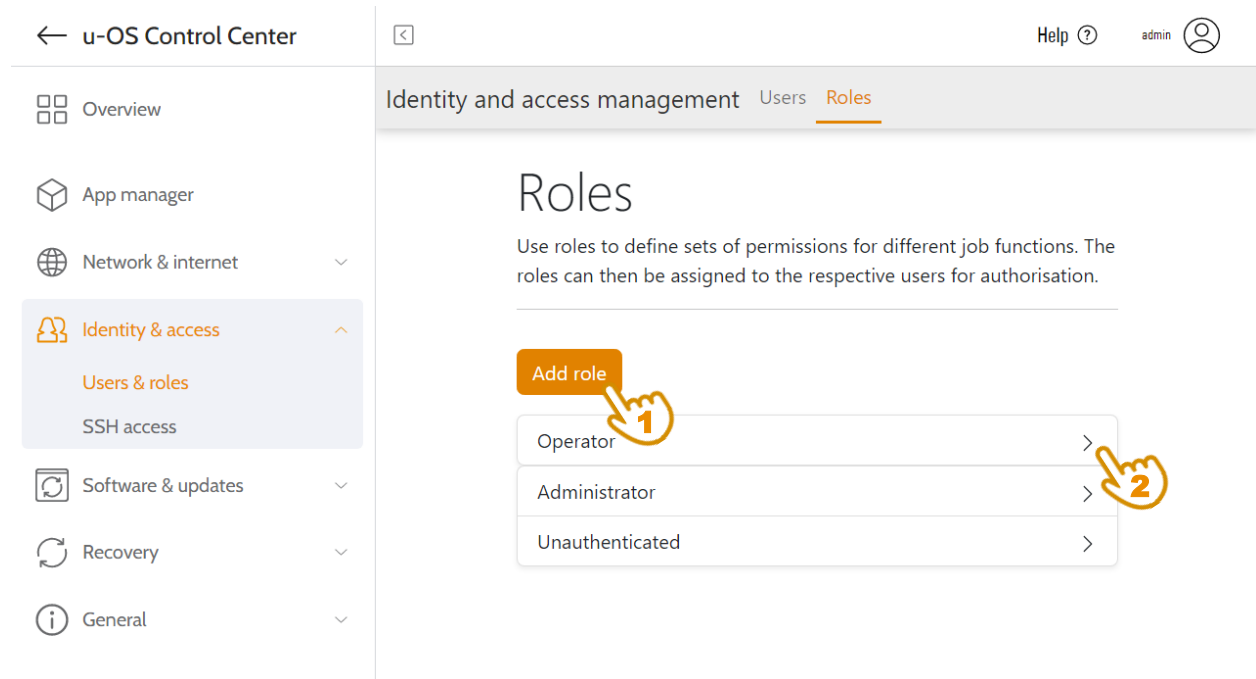 u-OS Control Center
Help ?
admin
Overview
App manager
Network & internet
Identity & access
Users & roles
SSH access
Software & updates
Recovery
General
Identity and access management
Users
Roles
Roles
Use roles to define sets of permissions for different job functions. The
roles can then be assigned to the respective users for authorisation.
Add role
1
Operator
2
Administrator
Unauthenticated